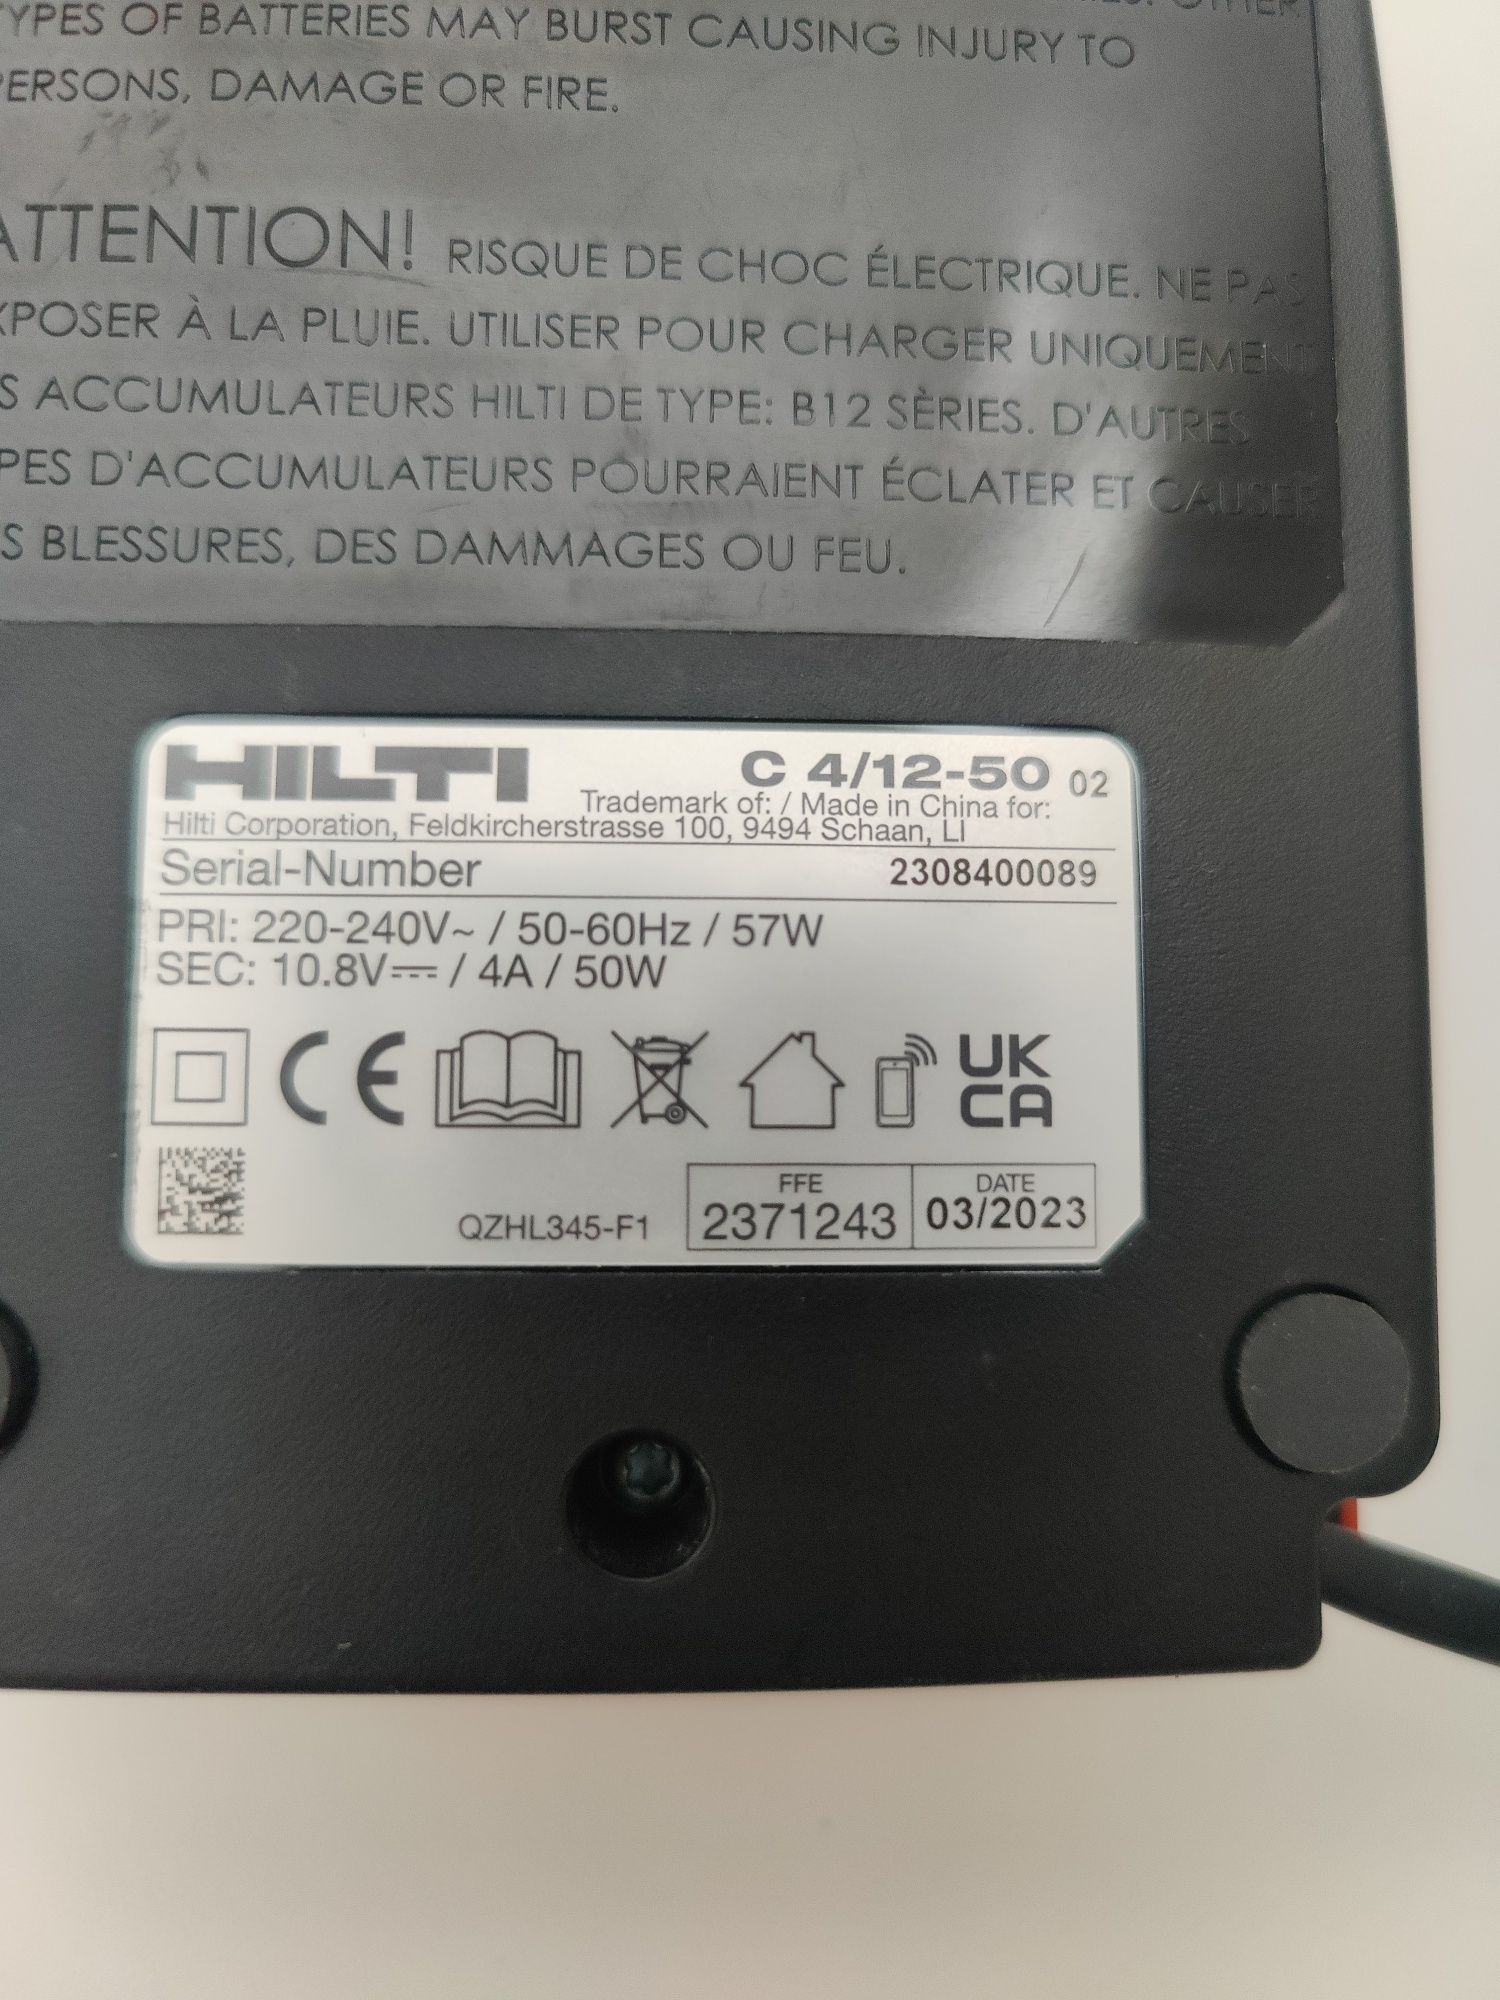 TYPES OF BATTERIES MAY BURST CAUSING INJURY TO
PERSONS, DAMAGE OR FIRE.
ATTENTION! RISQUE DE CHOC ÉLECTRIQUE. NE PAS
XPOSER À LA PLUIE. UTILISER POUR CHARGER UNIQUEMENT
S ACCUMULATEURS HILTI DE TYPE: B12 SÈRIES. D'AUTRES
PES D'ACCUMULATEURS POURRAIENT ÉCLATER ET CAUSER
S BLESSURES, DES DAMMAGES OU FEU.
HILTI C 4/12-50 02
Trademark of: / Made in China for:
Hilti Corporation, Feldkircherstrasse 100, 9494 Schaan, LI
Serial-Number 2308400089
PRI: 220-240V~ / 50-60Hz / 57W
SEC: 10.8V⎓ / 4A / 50W
CE UK
CA
FFE DATE
QZHL345-F1 2371243 03/2023